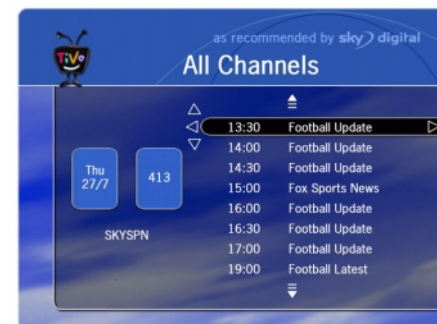 as recommended by sky digital
TiVo
All Channels
13:30 Football Update
14:00 Football Update
14:30 Football Update
15:00 Fox Sports News
16:00 Football Update
16:30 Football Update
17:00 Football Update
19:00 Football Latest
Thu
27/7
413
SKYSPN